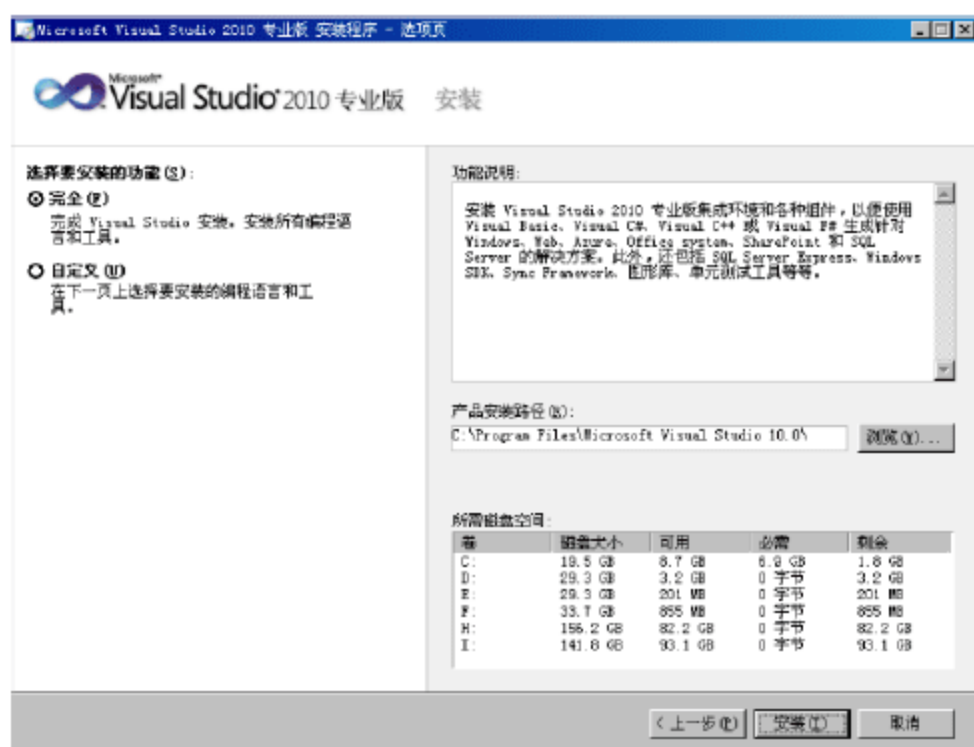 Microsoft Visual Studio 2010 专业版 安装程序 - 选项页
Microsoft
Visual Studio 2010 专业版 安装
选择要安装的功能(S):
完全(F)
完成 Visual Studio 安装。安装所有编程语
言和工具。
自定义(U)
在下一页上选择要安装的编程语言和工
具。
功能说明:
安装 Visual Studio 2010 专业版集成环境和各种组件，以便使用
Visual Basic、Visual C#、Visual C++ 或 Visual F# 生成针对
Windows、Web、Azure、Office system、SharePoint 和 SQL
Server 的解决方案。此外，还包括 SQL Server Express、Windows
SDK、Sync Framework、图形库、单元测试工具等等。
产品安装路径(N):
C:\Program Files\Microsoft Visual Studio 10.0\
浏览(Y)...
所需磁盘空间:
卷 磁盘大小 可用 必需 剩余
C: 19.5 GB 8.7 GB 6.9 GB 1.8 GB
D: 29.3 GB 3.2 GB 0 字节 3.2 GB
E: 29.3 GB 201 MB 0 字节 201 MB
F: 33.7 GB 855 MB 0 字节 855 MB
H: 156.2 GB 82.2 GB 0 字节 82.2 GB
I: 141.8 GB 93.1 GB 0 字节 93.1 GB
< 上一步(P) 安装(I) 取消